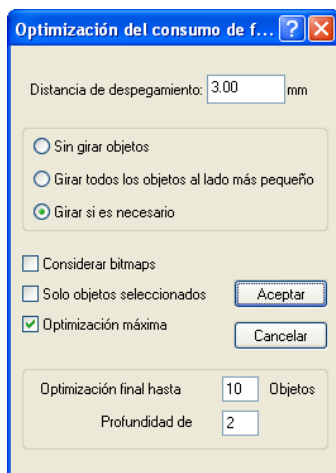 Optimización del consumo de f...
Distancia de despegamiento: 3.00 mm
Sin girar objetos
Girar todos los objetos al lado más pequeño
Girar si es necesario
Considerar bitmaps
Solo objetos seleccionados Aceptar
Optimización máxima
Cancelar
Optimización final hasta 10 Objetos
Profundidad de 2